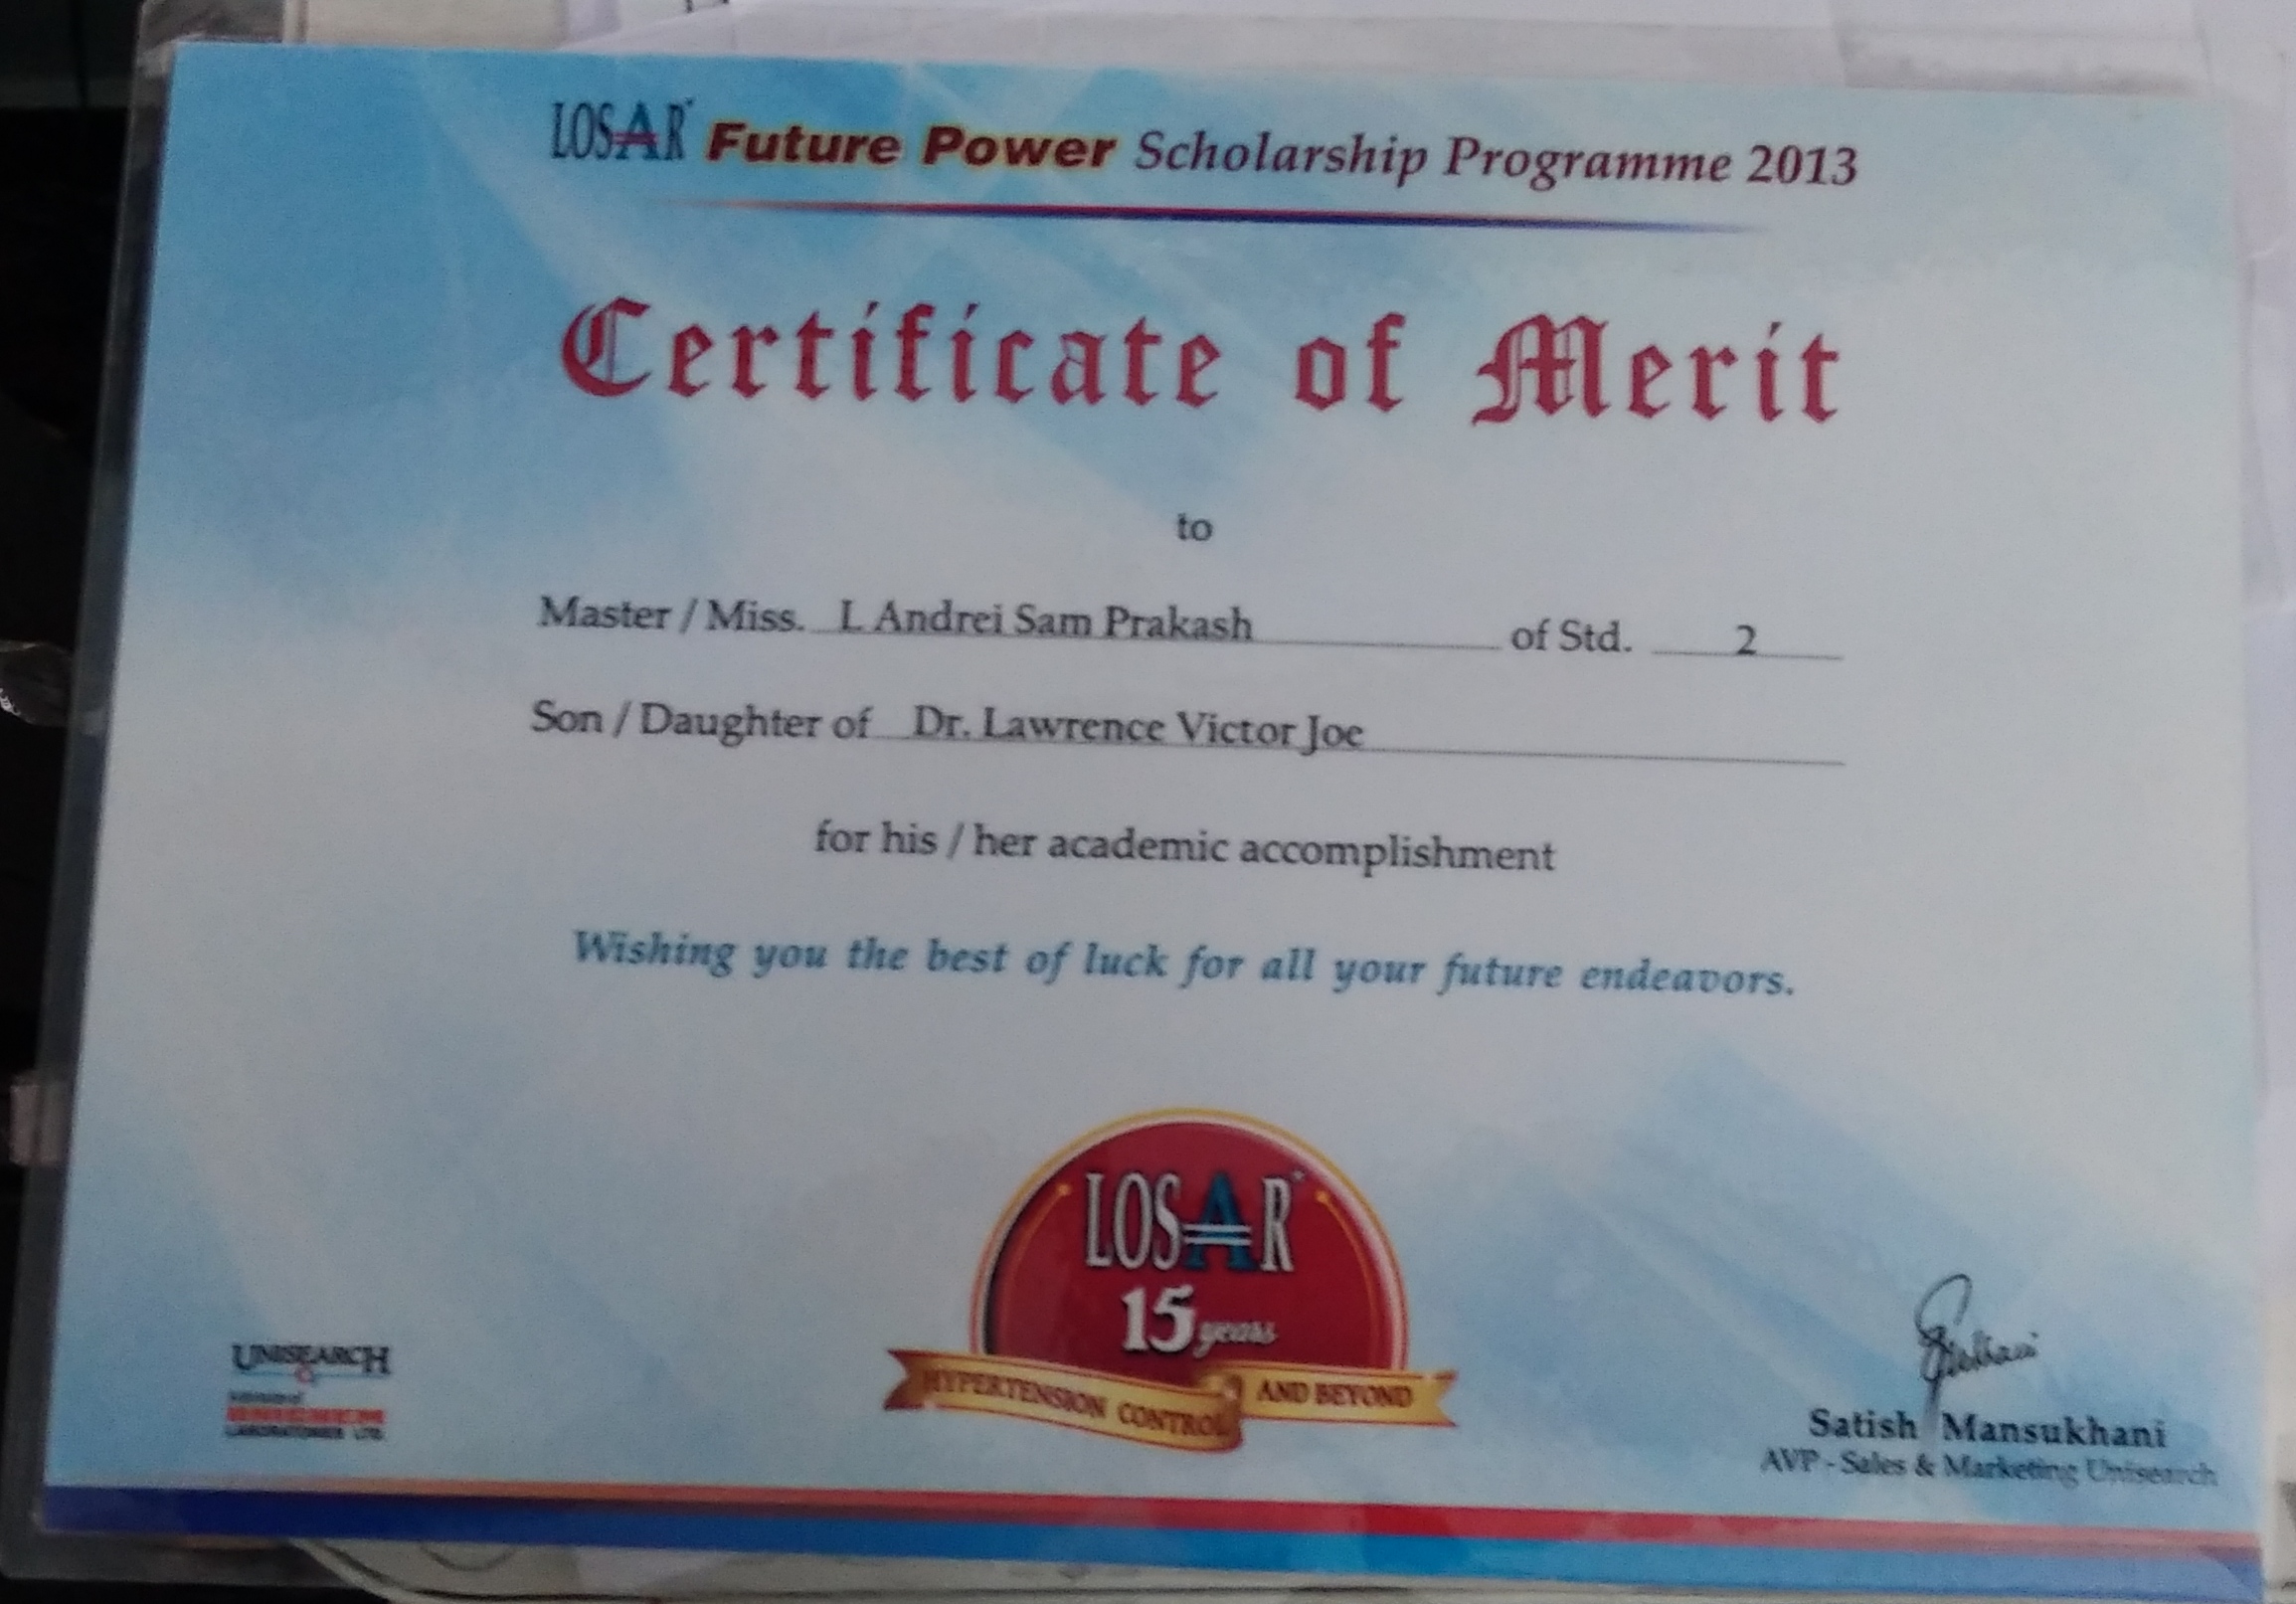 LOSAR Future Power Scholarship Programme 2013
Certificate of Merit
to
Master / Miss. L Andrei Sam Prakash of Std. 2
Son / Daughter of Dr. Lawrence Victor Joe
for his / her academic accomplishment
Wishing you the best of luck for all your future endeavors.
LOSAR
15 years
HYPERTENSION CONTROL AND BEYOND
UNISEARCH
LABORATORIES LTD.
Satish Mansukhani
AVP - Sales & Marketing Unisearch